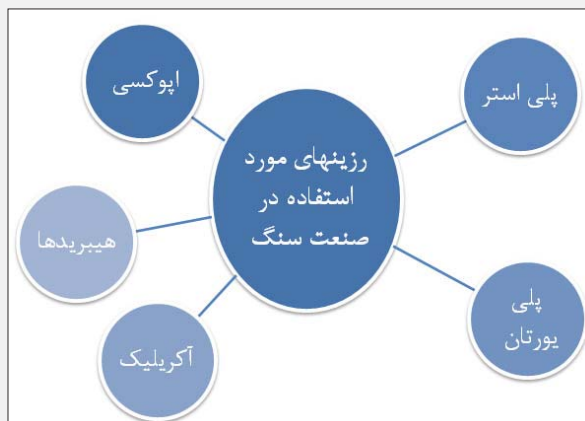 رزینهای مورد
استفاده در
صنعت سنگ
پلی استر
پلی
یورتان
آکریلیک
هیبریدها
اپوکسی